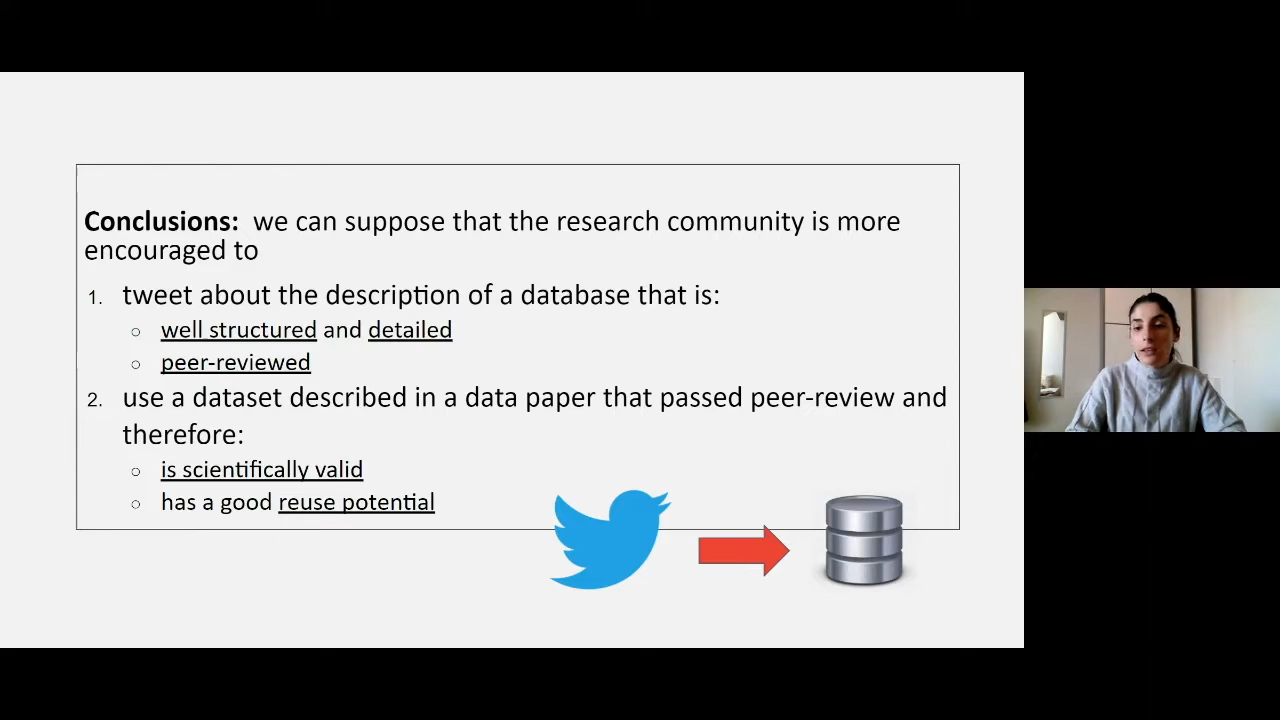 Conclusions: we can suppose that the research community is more
encouraged to
1. tweet about the description of a database that is:
○ well structured and detailed
○ peer-reviewed
2. use a dataset described in a data paper that passed peer-review and
therefore:
○ is scientifically valid
○ has a good reuse potential